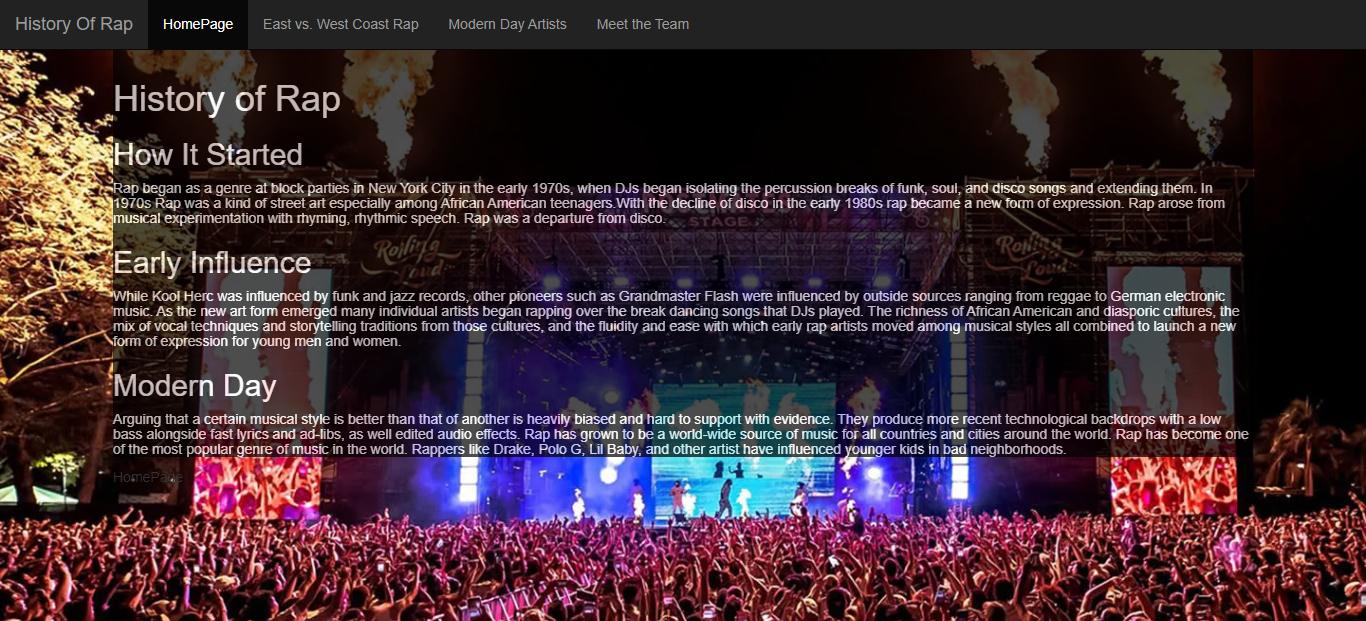 History Of Rap HomePage East vs. West Coast Rap Modern Day Artists Meet the Team
History of Rap
How It Started
Rap began as a genre at block parties in New York City in the early 1970s, when DJs began isolating the percussion breaks of funk, soul, and disco songs and extending them. In
1970s Rap was a kind of street art especially among African American teenagers.With the decline of disco in the early 1980s rap became a new form of expression. Rap arose from
musical experimentation with rhyming, rhythmic speech. Rap was a departure from disco.
STAGE
Rolling Loud
Rolling Loud
Early Influence
While Kool Herc was influenced by funk and jazz records, other pioneers such as Grandmaster Flash were influenced by outside sources ranging from reggae to German electronic
music. As the new art form emerged many individual artists began rapping over the break dancing songs that DJs played. The richness of African American and diasporic cultures, the
mix of vocal techniques and storytelling traditions from those cultures, and the fluidity and ease with which early rap artists moved among musical styles all combined to launch a new
form of expression for young men and women.
Modern Day
Arguing that a certain musical style is better than that of another is heavily biased and hard to support with evidence. They produce more recent technological backdrops with a low
bass alongside fast lyrics and ad-libs, as well edited audio effects. Rap has grown to be a world-wide source of music for all countries and cities around the world. Rap has become one
of the most popular genre of music in the world. Rappers like Drake, Polo G, Lil Baby, and other artist have influenced younger kids in bad neighborhoods.
HomePage